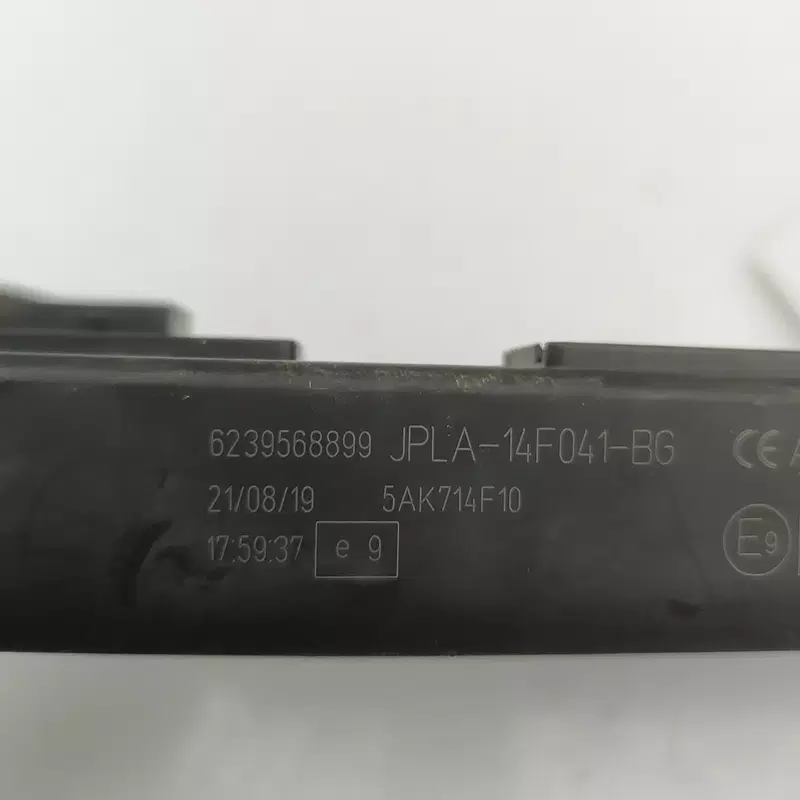 6239568899 JPLA-14F041-BG CE
21/08/19 5AK714F10
17:59:37 e 9 E9